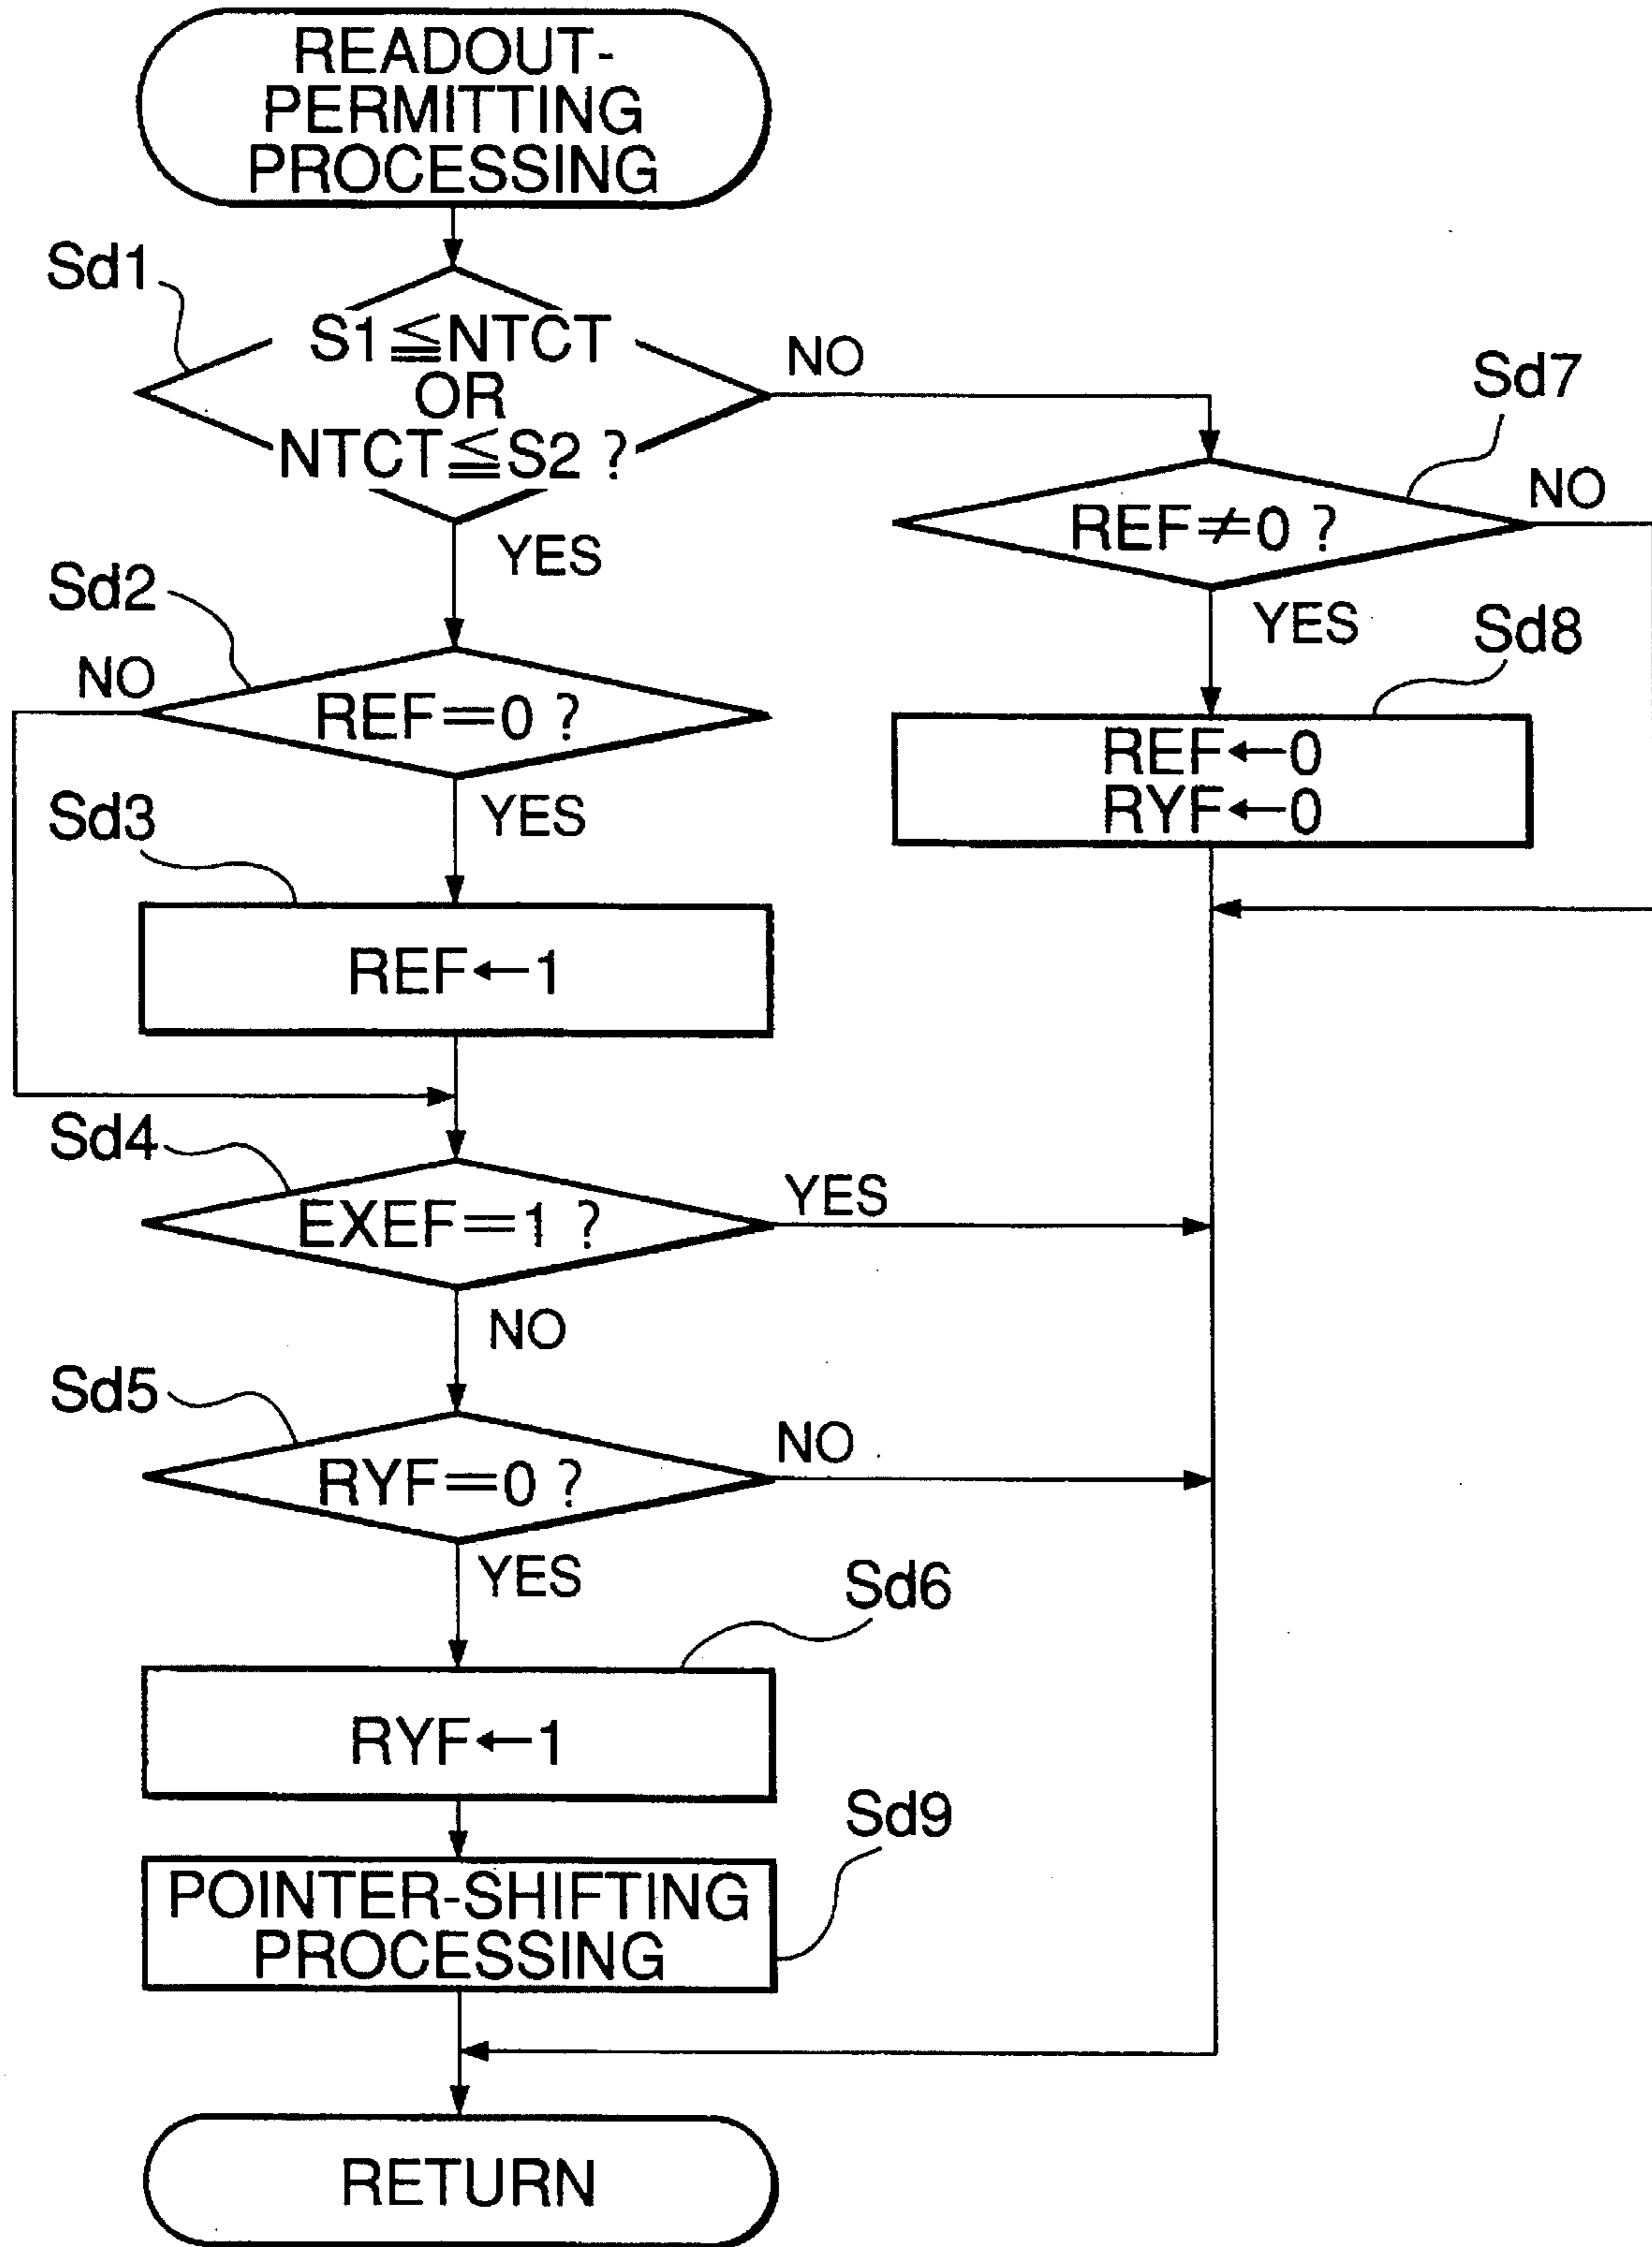 READOUT-
PERMITTING
PROCESSING
Sd1
S1≦NTCT
OR
NTCT≦S2 ?
NO
YES
Sd7
REF≠0 ?
NO
YES
Sd8
REF←0
RYF←0
Sd2
NO
REF=0 ?
YES
Sd3
REF←1
Sd4
EXEF=1 ?
YES
NO
Sd5
RYF=0 ?
NO
YES
Sd6
RYF←1
Sd9
POINTER-SHIFTING
PROCESSING
RETURN